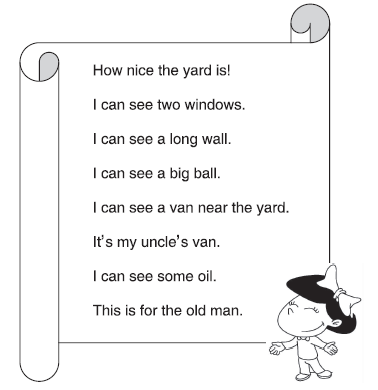 How nice the yard is!
I can see two windows.
I can see a long wall.
I can see a big ball.
I can see a van near the yard.
It's my uncle's van.
I can see some oil.
This is for the old man.